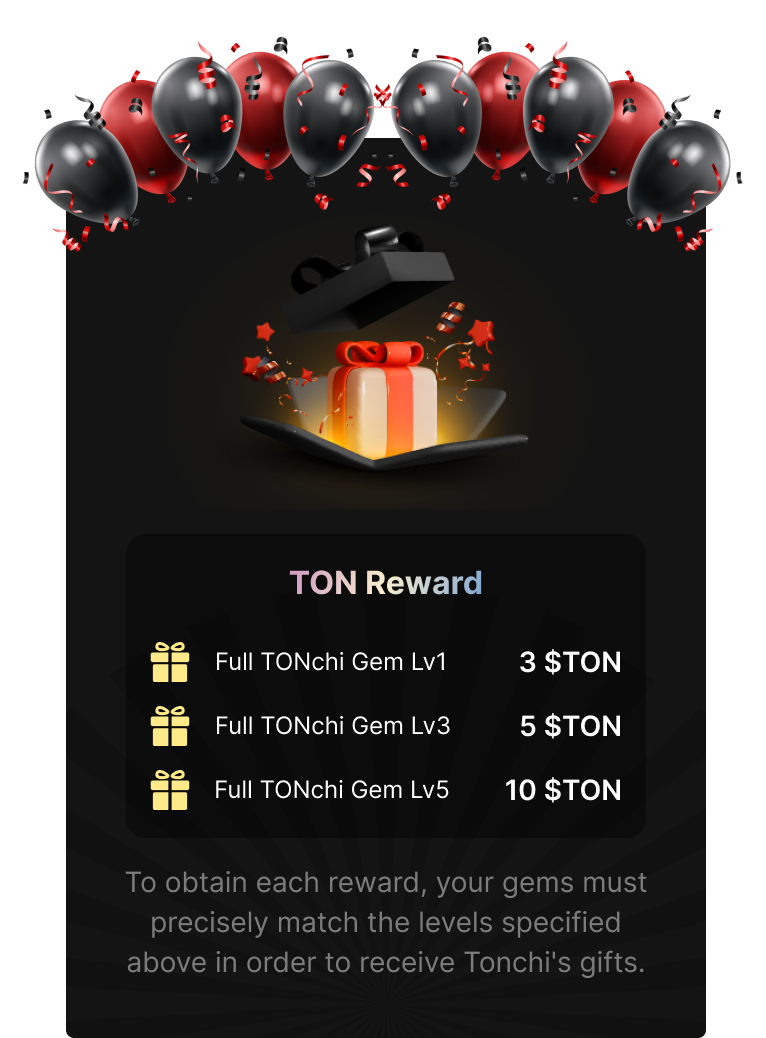 TON Reward
Full TONchi Gem Lv1 3 $TON
Full TONchi Gem Lv3 5 $TON
Full TONchi Gem Lv5 10 $TON
To obtain each reward, your gems must
precisely match the levels specified
above in order to receive Tonchi's gifts.